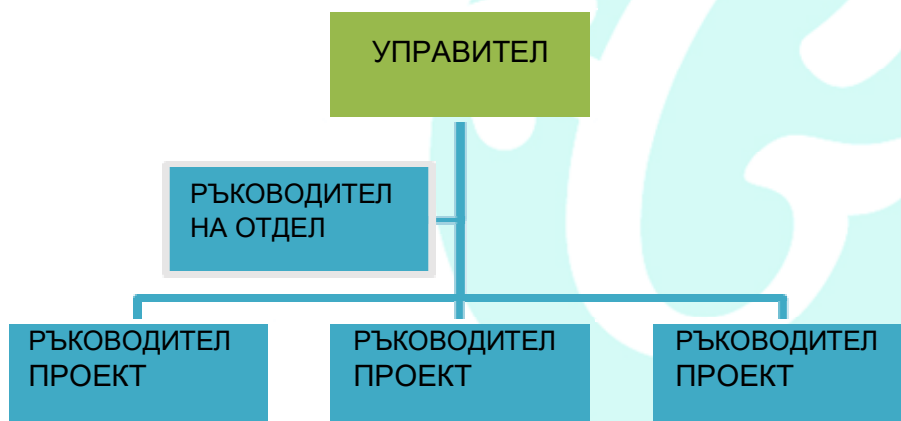 УПРАВИТЕЛ
РЪКОВОДИТЕЛ
НА ОТДЕЛ
РЪКОВОДИТЕЛ
ПРОЕКТ
РЪКОВОДИТЕЛ
ПРОЕКТ
РЪКОВОДИТЕЛ
ПРОЕКТ